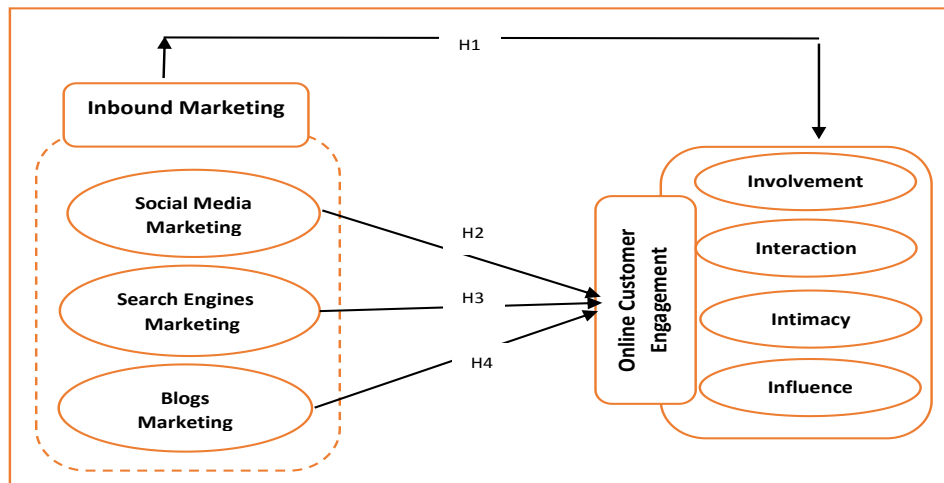 H1
Inbound Marketing
Social Media
Marketing
H2
Search Engines
Marketing
H3
Blogs
Marketing
H4
Online Customer
Engagement
Involvement
Interaction
Intimacy
Influence